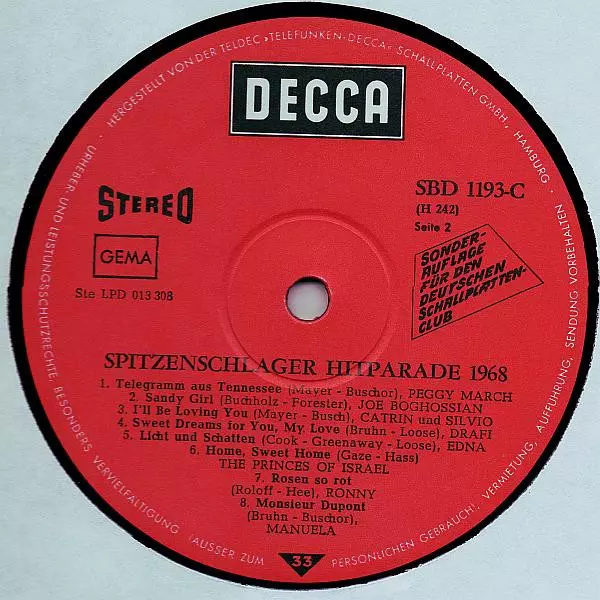 · HERGESTELLT VON DER TELDEC »TELEFUNKEN-DECCA« SCHALLPLATTEN GMBH., HAMBURG ·
DECCA
STEREO
SBD 1193-C
(H 242)
Seite 2
GEMA
Ste LPD 013 308
SONDER-
AUFLAGE
FÜR DEN
DEUTSCHEN
SCHALLPLATTEN-
CLUB
SPITZENSCHLAGER HITPARADE 1968
1. Telegramm aus Tennessee (Mayer - Buschor), PEGGY MARCH
2. Sandy Girl (Buchholz - Forester), JOE BOGHOSSIAN
3. I'll Be Loving You (Mayer - Busch), CATRIN und SILVIO
4. Sweet Dreams for You, My Love (Bruhn - Loose), DRAFI
5. Licht und Schatten (Cook - Greenaway - Loose), EDNA
6. Home, Sweet Home (Gaze - Hass)
THE PRINCES OF ISRAEL
7. Rosen so rot
(Roloff - Hee), RONNY
8. Monsieur Dupont
(Bruhn - Buschor),
MANUELA
33
URHEBER- UND LEISTUNGSSCHUTZRECHTE, BESONDERS VERVIELFÄLTIGUNG (AUSSER ZUM PERSÖNLICHEN GEBRAUCH), VERMIETUNG, AUFFÜHRUNG, SENDUNG VORBEHALTEN